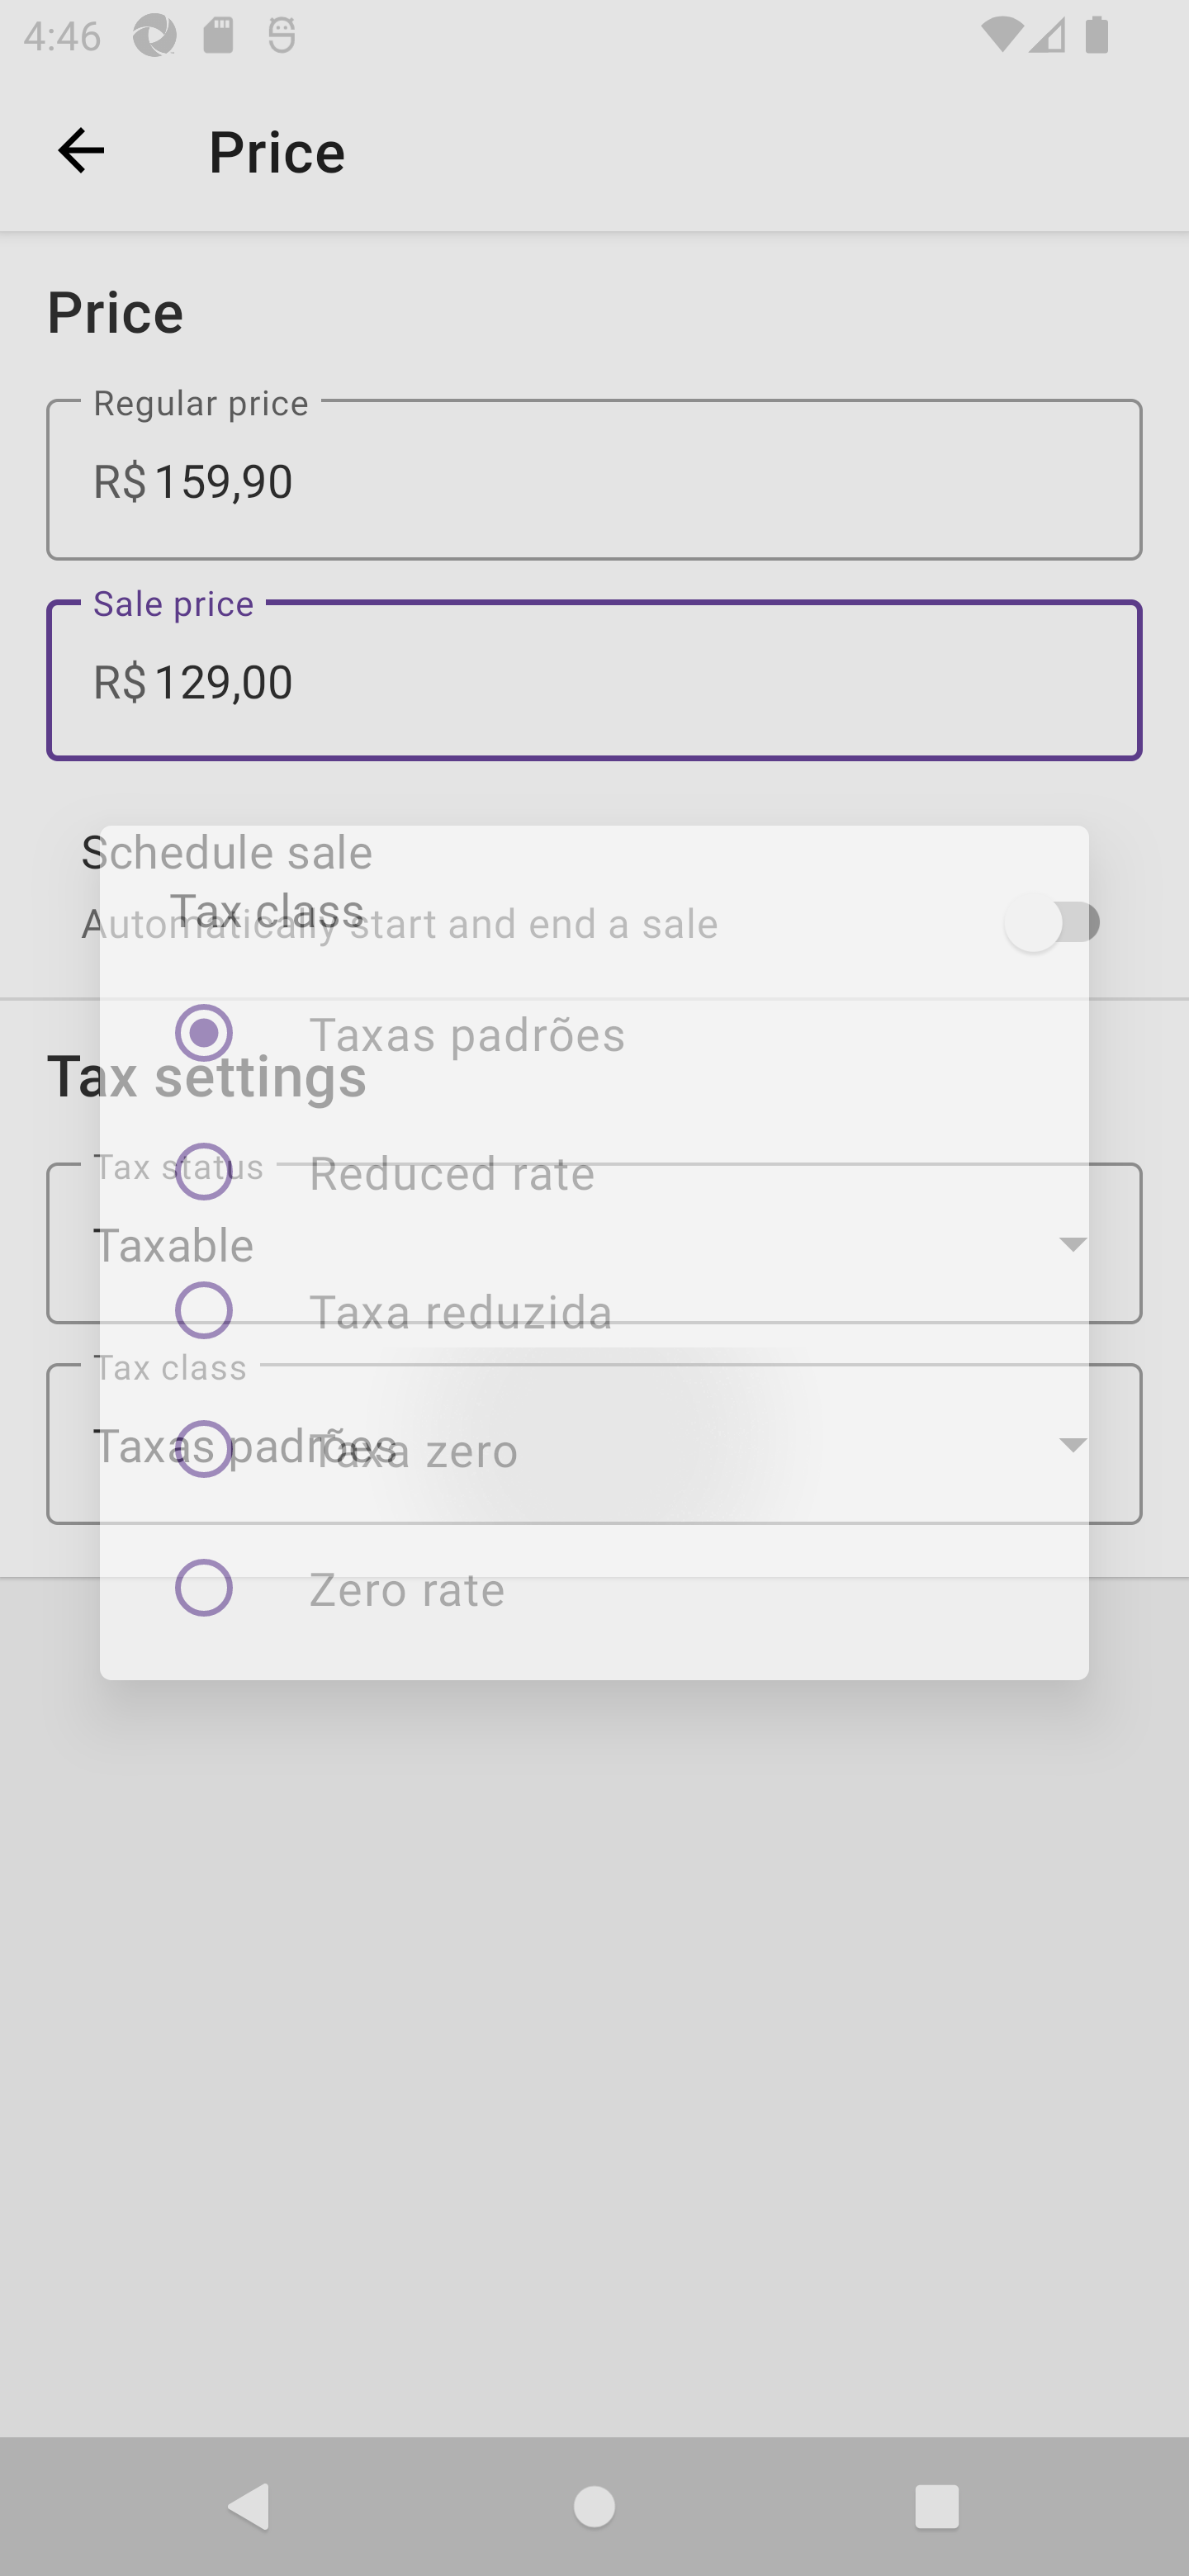 4:46
Price
Price
Regular price
R$ 159,90
Sale price
R$ 129,00
Schedule sale
Automatically start and end a sale
Tax class
Taxas padrões
Tax settings
Tax status
Reduced rate
Taxable
Taxa reduzida
Tax class
Taxas padrões
Taxa zero
Zero rate